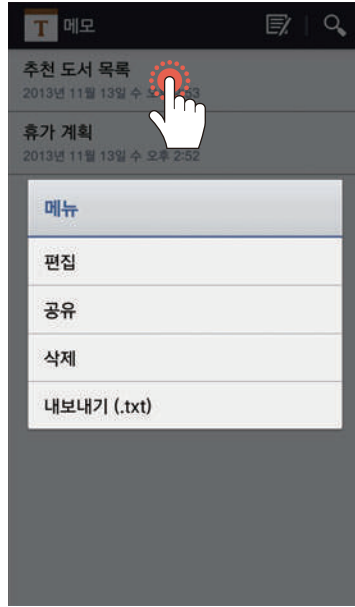 T 메모
추천 도서 목록
2013년 11월 13일 수 53
휴가 계획
2013년 11월 13일 수 오후 2:52
메뉴
편집
공유
삭제
내보내기 (.txt)